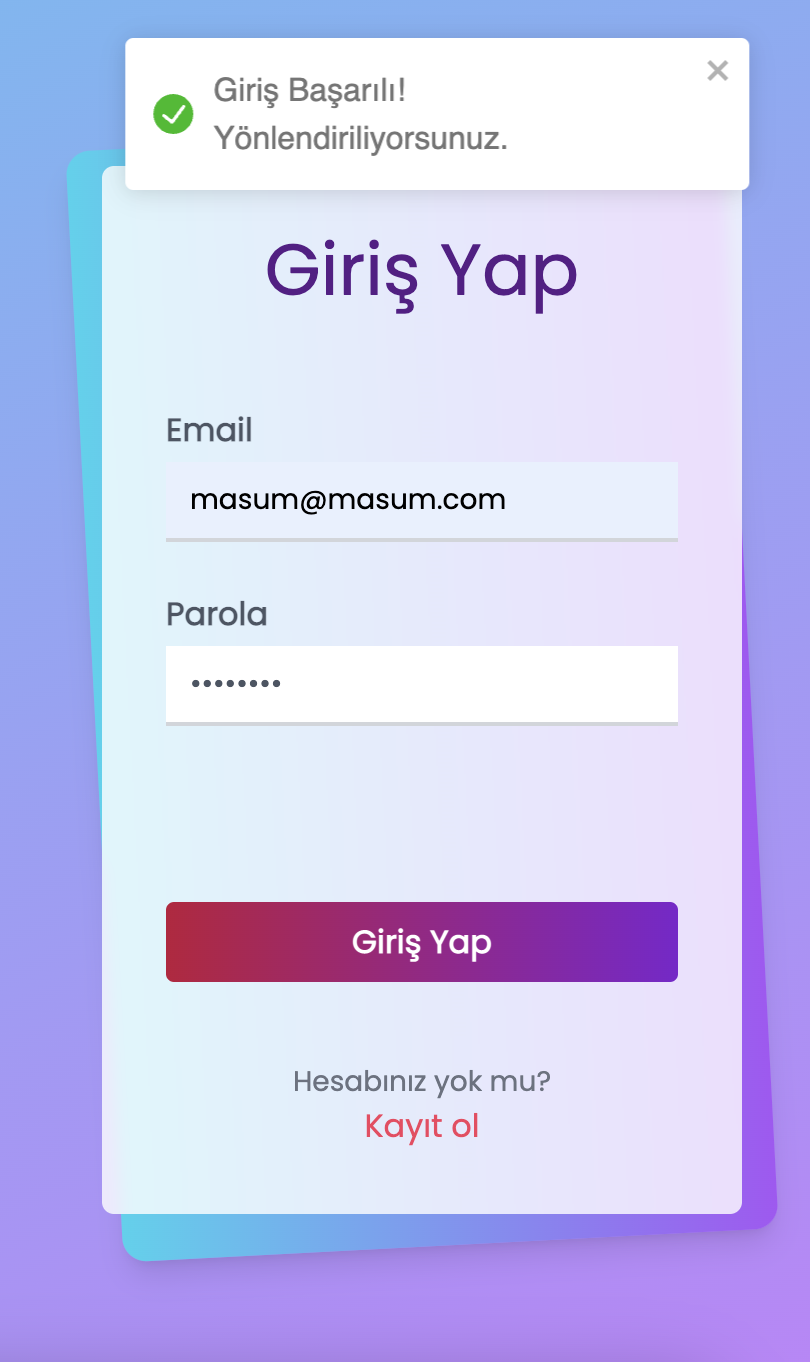 Giriş Başarılı!
Yönlendiriliyorsunuz.
Giriş Yap
Email
masum@masum.com
Parola
••••••••
Giriş Yap
Hesabınız yok mu?
Kayıt ol